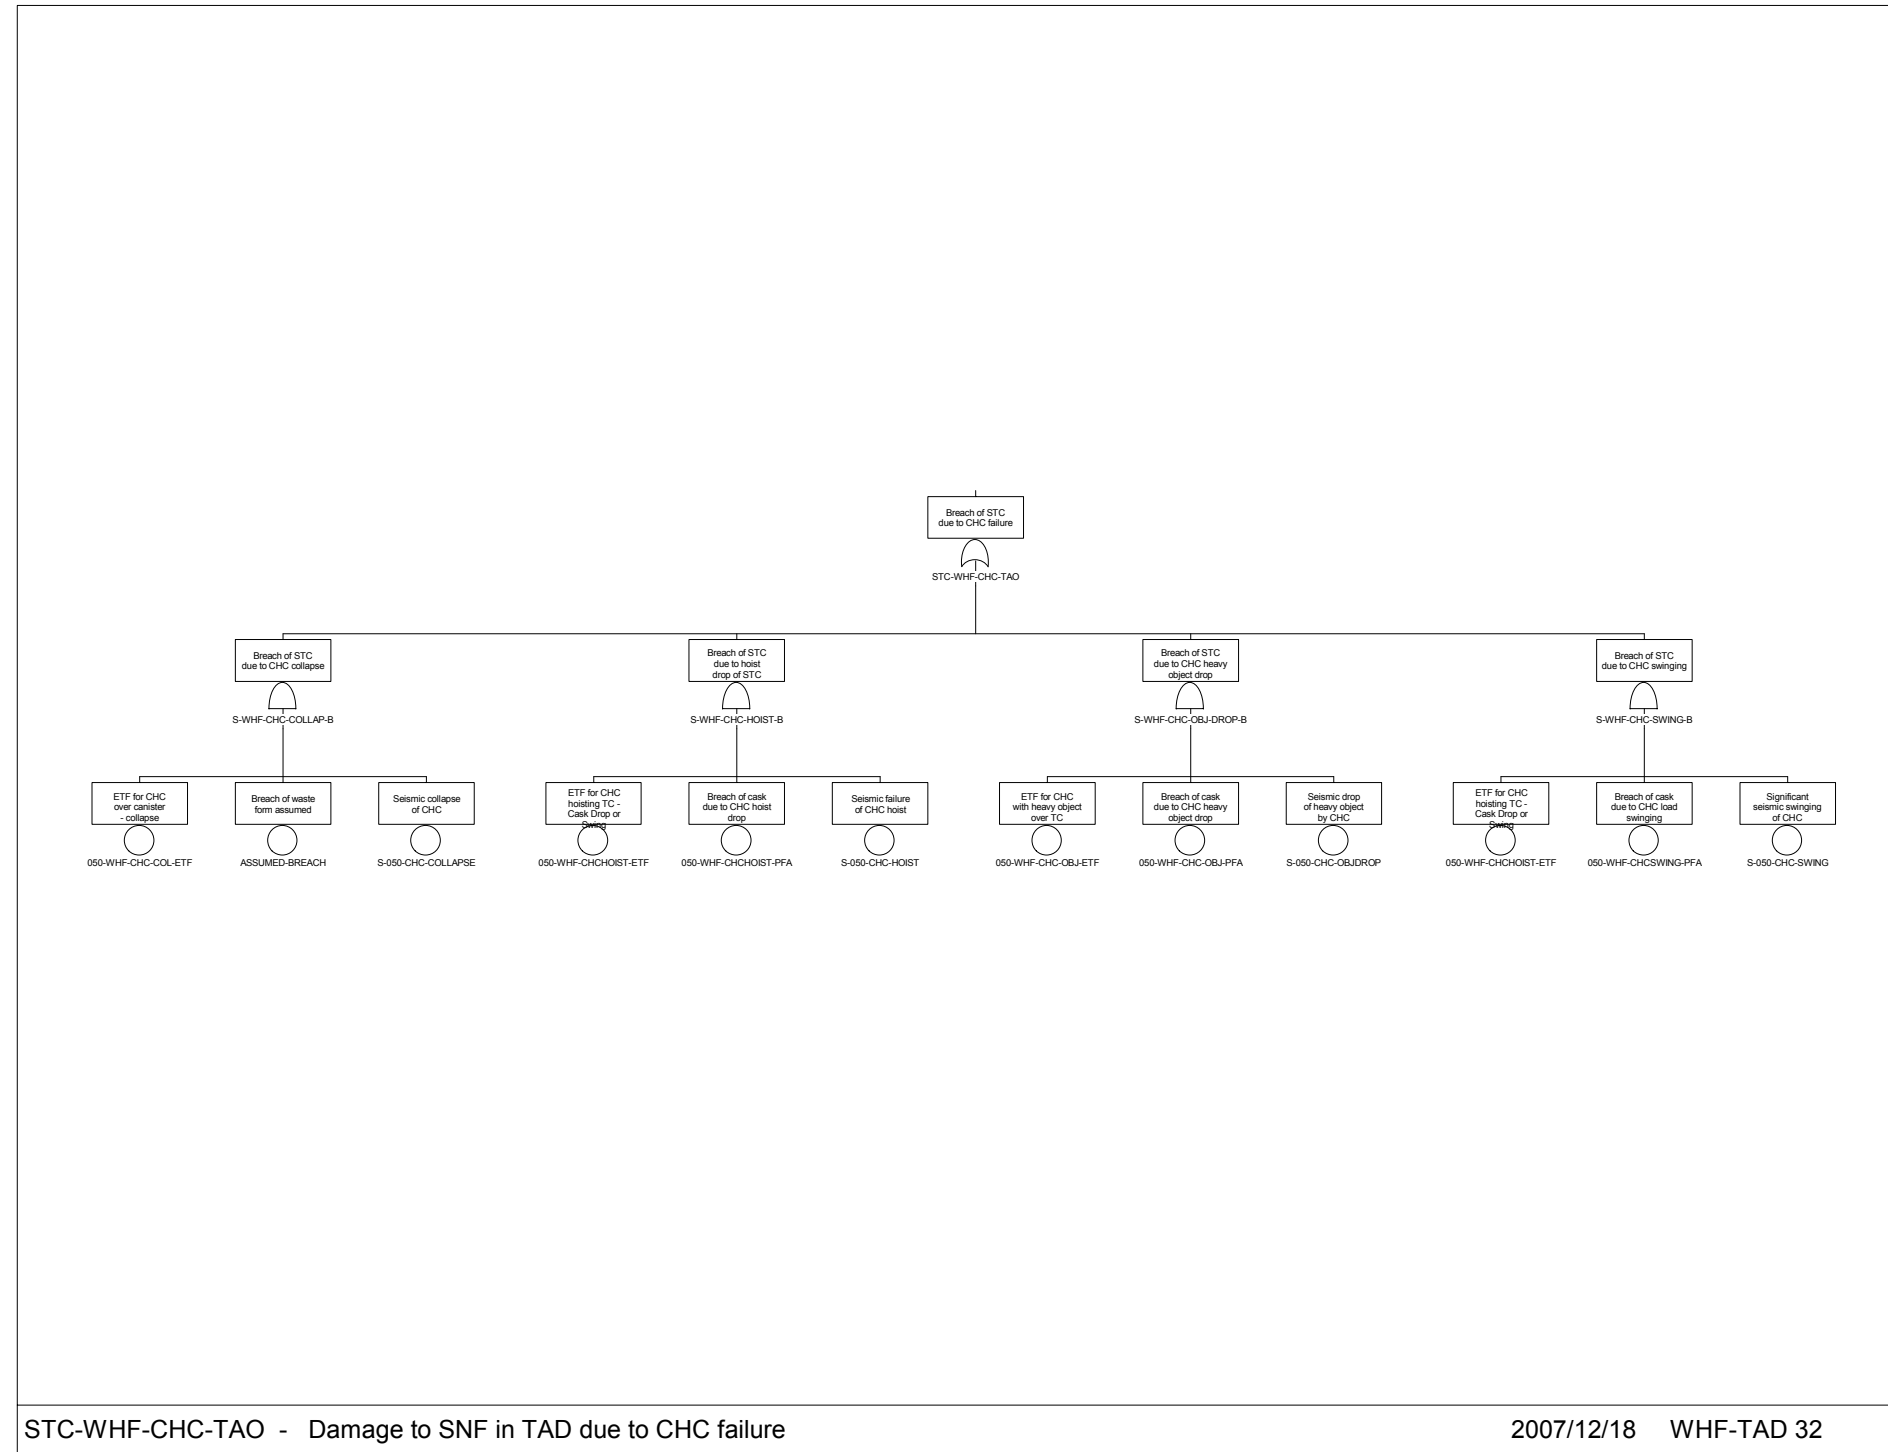 Breach of STC
due to CHC failure
STC-WHF-CHC-TAO
Breach of STC
due to CHC collapse
S-WHF-CHC-COLLAP-B
Breach of STC
due to hoist
drop of STC
S-WHF-CHC-HOIST-B
Breach of STC
due to CHC heavy
object drop
S-WHF-CHC-OBJ-DROP-B
Breach of STC
due to CHC swinging
S-WHF-CHC-SWING-B
ETF for CHC
over canister
- collapse
050-WHF-CHC-COL-ETF
Breach of waste
form assumed
ASSUMED-BREACH
Seismic collapse
of CHC
S-050-CHC-COLLAPSE
ETF for CHC
hoisting TC -
Cask Drop or
Swing
050-WHF-CHCHOIST-ETF
Breach of cask
due to CHC hoist
drop
050-WHF-CHCHOIST-PFA
Seismic failure
of CHC hoist
S-050-CHC-HOIST
ETF for CHC
with heavy object
over TC
050-WHF-CHC-OBJ-ETF
Breach of cask
due to CHC heavy
object drop
050-WHF-CHC-OBJ-PFA
Seismic drop
of heavy object
by CHC
S-050-CHC-OBJDROP
ETF for CHC
hoisting TC -
Cask Drop or
Swing
050-WHF-CHCHOIST-ETF
Breach of cask
due to CHC load
swinging
050-WHF-CHCSWING-PFA
Significant
seismic swinging
of CHC
S-050-CHC-SWING
STC-WHF-CHC-TAO - Damage to SNF in TAD due to CHC failure
2007/12/18 WHF-TAD 32